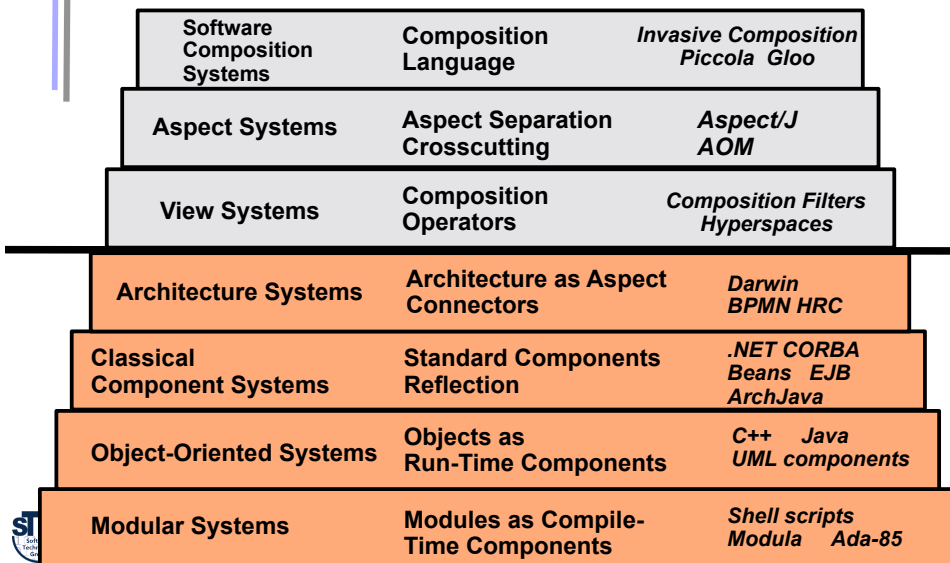 Software
Composition
Systems
Composition
Language
Invasive Composition
Piccola Gloo
Aspect Systems
Aspect Separation
Crosscutting
Aspect/J
AOM
View Systems
Composition
Operators
Composition Filters
Hyperspaces
Architecture Systems
Architecture as Aspect
Connectors
Darwin
BPMN HRC
Classical
Component Systems
Standard Components
Reflection
.NET CORBA
Beans EJB
ArchJava
Object-Oriented Systems
Objects as
Run-Time Components
C++ Java
UML components
Modular Systems
Modules as Compile-
Time Components
Shell scripts
Modula Ada-85